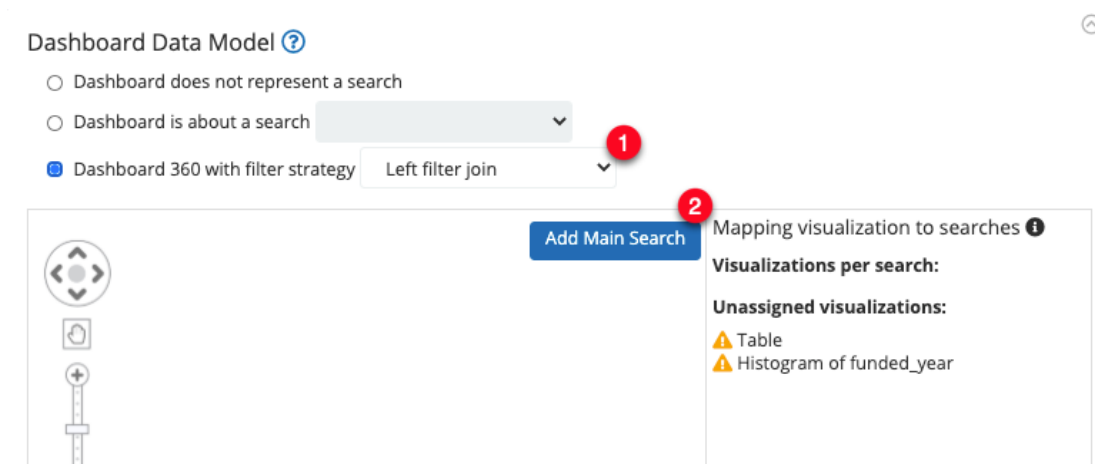 Dashboard Data Model ?
Dashboard does not represent a search
Dashboard is about a search
Dashboard 360 with filter strategy Left filter join
1
2
Add Main Search
Mapping visualization to searches i
Visualizations per search:
Unassigned visualizations:
Table
Histogram of funded_year